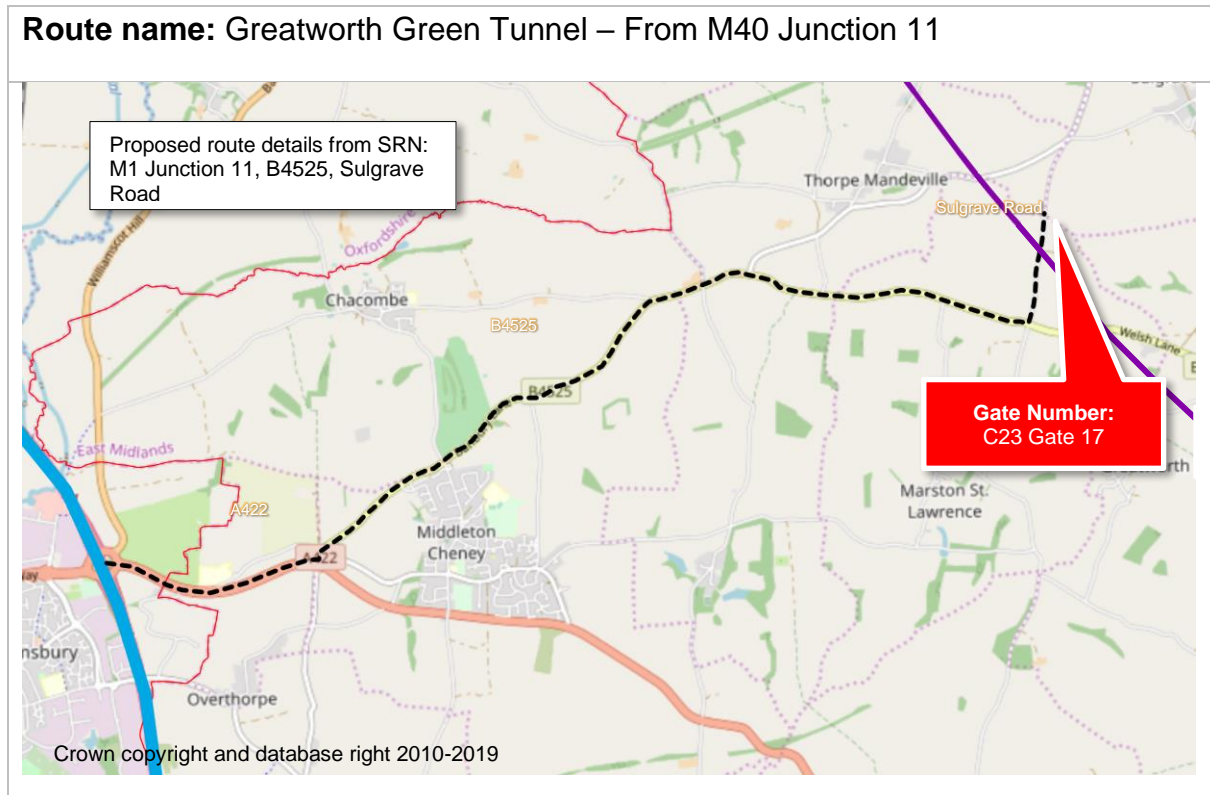 Route name: Greatworth Green Tunnel – From M40 Junction 11
Proposed route details from SRN:
M1 Junction 11, B4525, Sulgrave
Road
Thorpe Mandeville
Sulgrave Road
Williamscot Hill
Oxfordshire
Chacombe
B4525
Welsh Lane
B4525
Gate Number:
C23 Gate 17
East Midlands
A422
Marston St.
Lawrence
Middleton
Cheney
A422
Overthorpe
Crown copyright and database right 2010-2019